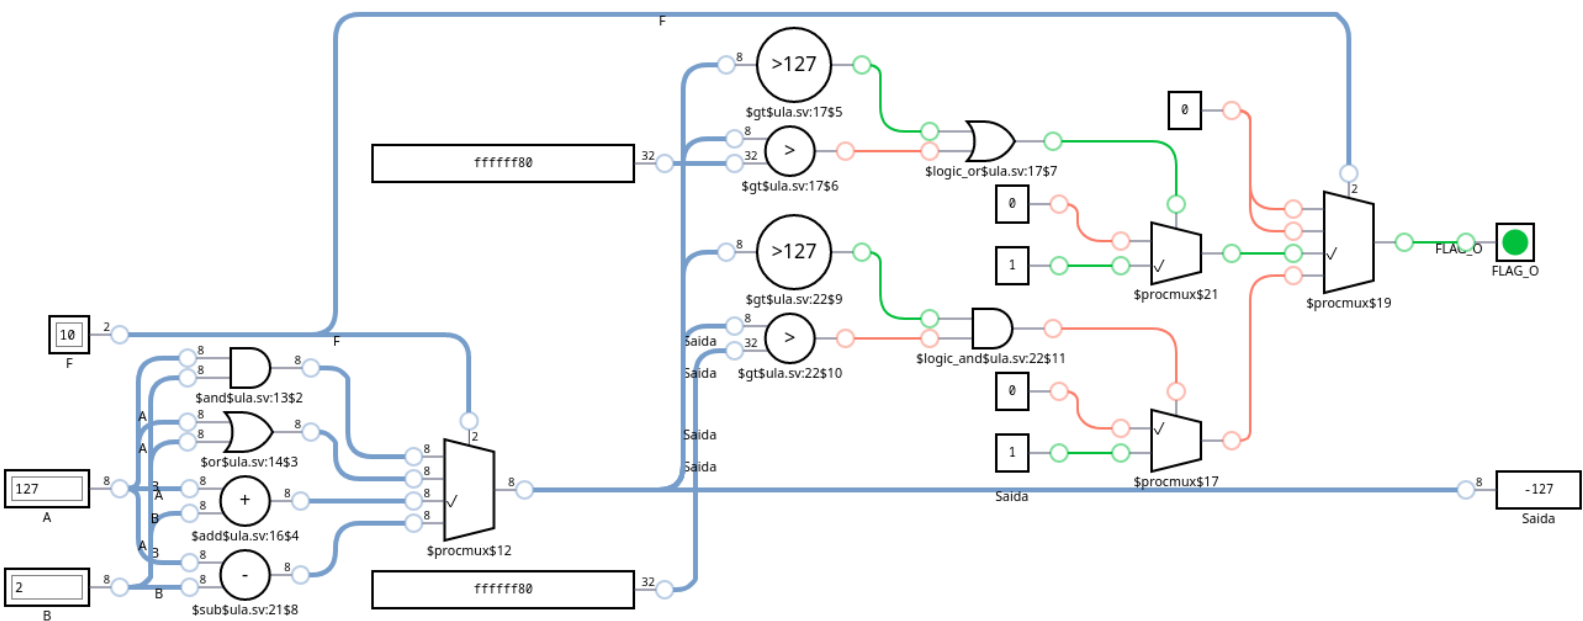 F
8
>127
$gt$ula.sv:17$5
0
8
32
>
$gt$ula.sv:17$6
ffffff80
32
$logic_or$ula.sv:17$7
2
0
1
✓
$procmux$21
✓
$procmux$19
FLAG_O
FLAG_O
8
>127
$gt$ula.sv:22$9
10
2
F
F
8
32
>
$gt$ula.sv:22$10
Saida
Saida
Saida
Saida
$logic_and$ula.sv:22$11
0
1
✓
$procmux$17
8
8
8
$and$ula.sv:13$2
A
A
8
8
8
$or$ula.sv:14$3
127
8
A
B
A
B
8
8
+
8
$add$ula.sv:16$4
A
B
8
8
-
8
$sub$ula.sv:21$8
2
8
B
B
2
8
8
8
8
✓
8
$procmux$12
ffffff80
32
Saida
8
-127
Saida